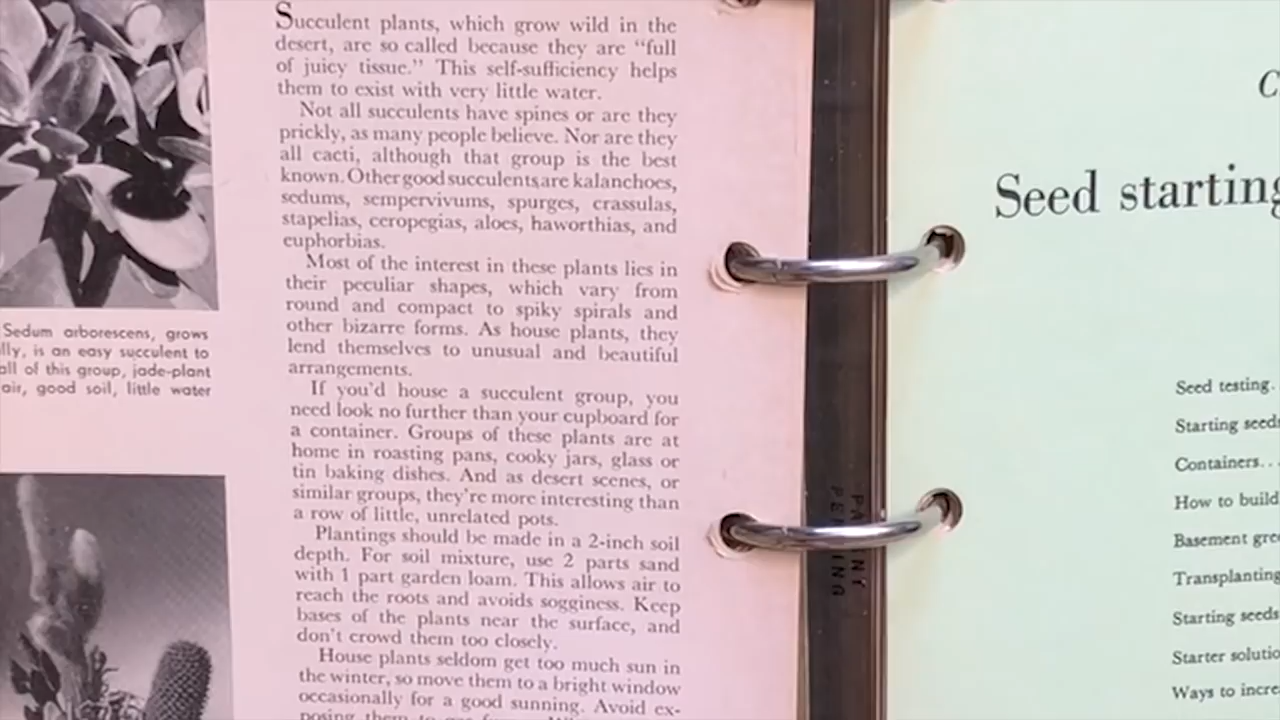 Succulent plants, which grow wild in the
desert, are so called because they are “full
of juicy tissue.” This self-sufficiency helps
them to exist with very little water.
Not all succulents have spines or are they
prickly, as many people believe. Nor are they
all cacti, although that group is the best
known. Other good succulents are kalanchoes,
sedums, sempervivums, spurges, crassulas,
stapelias, ceropegias, aloes, haworthias, and
euphorbias.
Most of the interest in these plants lies in
their peculiar shapes, which vary from
round and compact to spiky spirals and
other bizarre forms. As house plants, they
lend themselves to unusual and beautiful
arrangements.
If you’d house a succulent group, you
need look no further than your cupboard for
a container. Groups of these plants are at
home in roasting pans, cooky jars, glass or
tin baking dishes. And as desert scenes, or
similar groups, they’re more interesting than
a row of little, unrelated pots.
Plantings should be made in a 2-inch soil
depth. For soil mixture, use 2 parts sand
with 1 part garden loam. This allows air to
reach the roots and avoids sogginess. Keep
bases of the plants near the surface, and
don’t crowd them too closely.
House plants seldom get too much sun in
the winter, so move them to a bright window
occasionally for a good sunning. Avoid ex-
posing them to
Sedum arborescens, grows
lly, is an easy succulent to
all of this group, jade-plant
air, good soil, little water
C
Seed starting
Seed testing.
Starting seeds
Containers. . .
How to build
Basement gre
Transplanting
Starting seeds
Starter solutio
Ways to incre